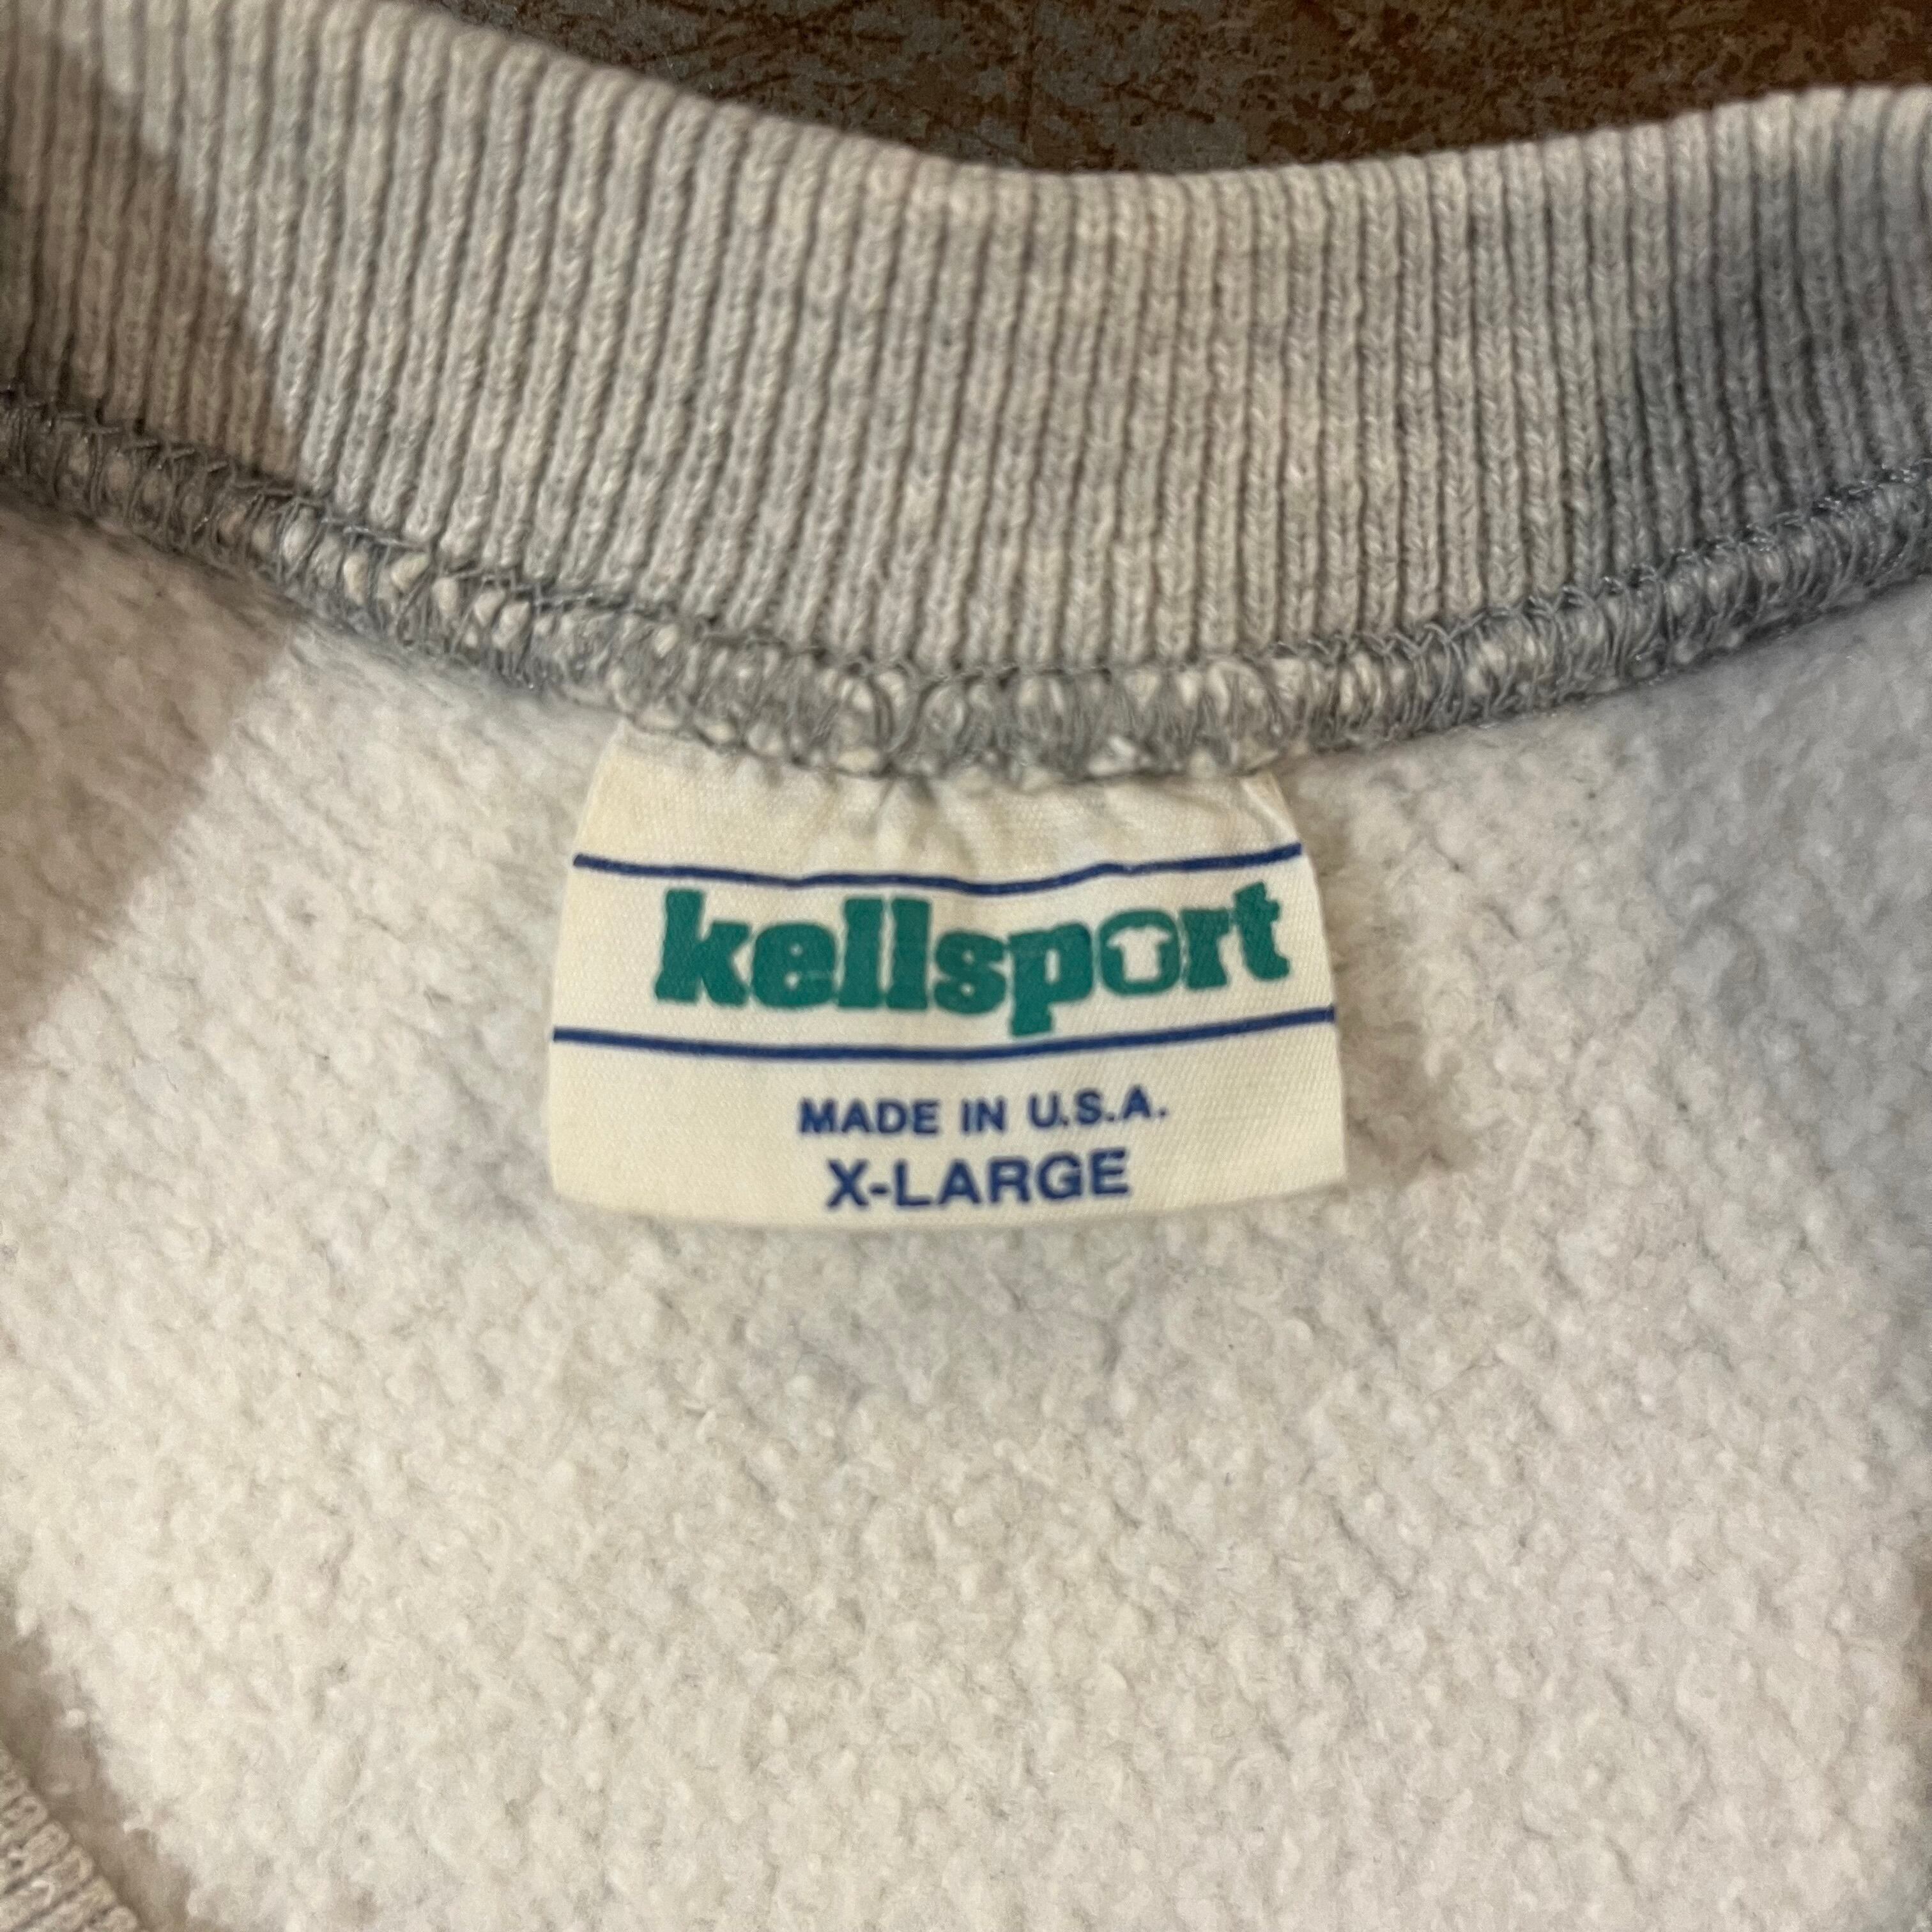 kellsport
MADE IN U.S.A.
X-LARGE